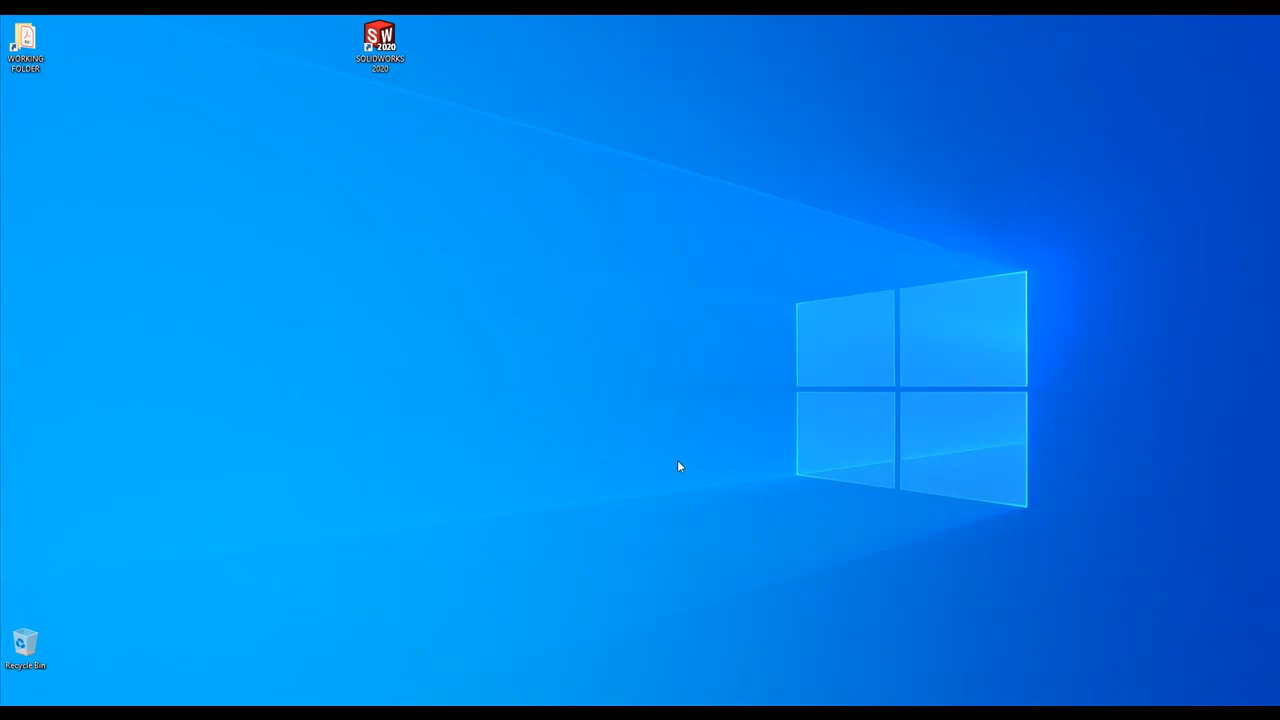 WORKING
FOLDER
SW
2020
SOLIDWORKS
2020
Recycle Bin